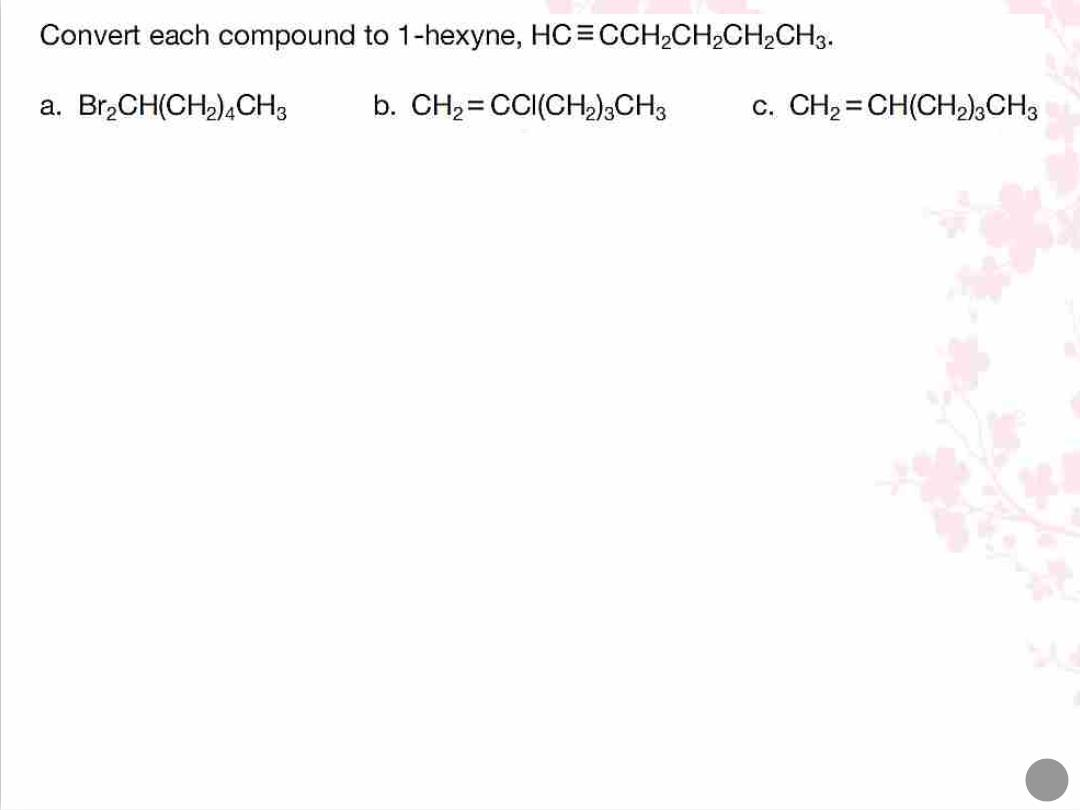 Convert each compound to 1-hexyne, HC≡CCH₂CH₂CH₂CH₃.
a. Br₂CH(CH₂)₄CH₃ b. CH₂=CCl(CH₂)₃CH₃ c. CH₂=CH(CH₂)₃CH₃